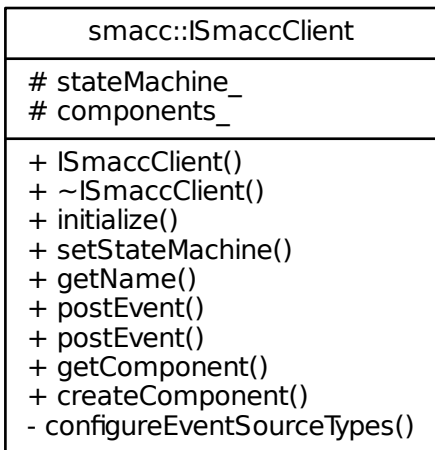 smacc::ISmaccClient
# stateMachine_
# components_
+ ISmaccClient()
+ ~ISmaccClient()
+ initialize()
+ setStateMachine()
+ getName()
+ postEvent()
+ postEvent()
+ getComponent()
+ createComponent()
- configureEventSourceTypes()